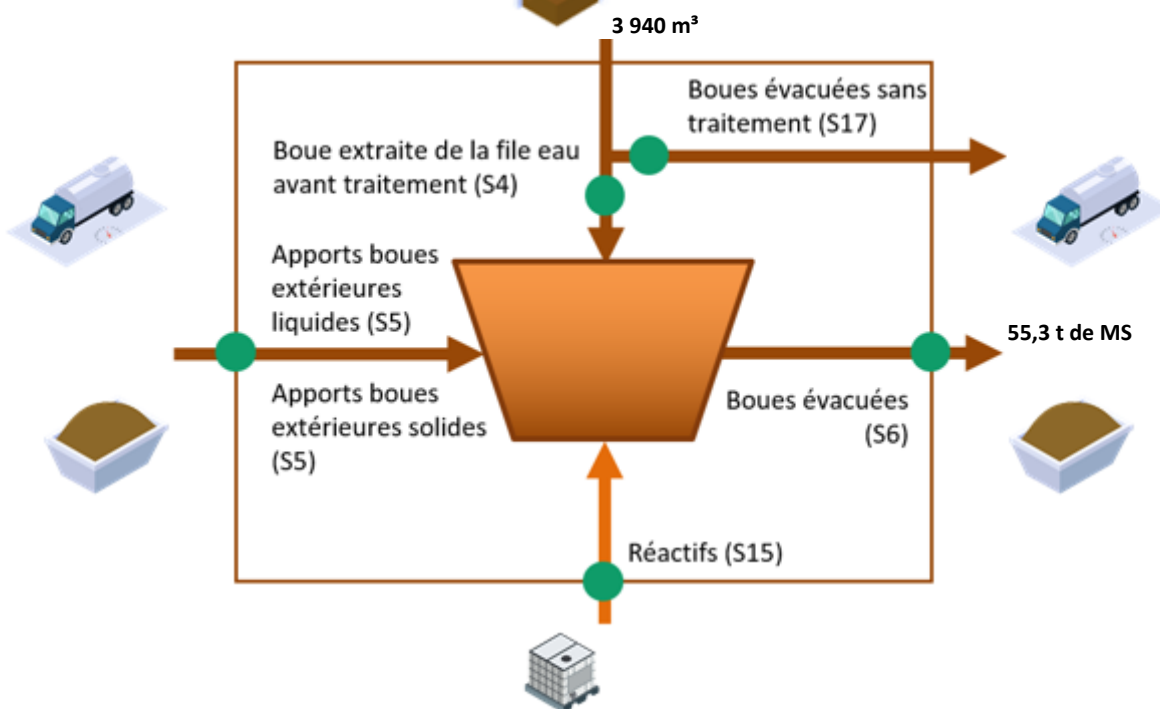 3 940 m³
Boues évacuées sans
traitement (S17)
Boue extraite de la file eau
avant traitement (S4)
Apports boues
extérieures
liquides (S5)
55,3 t de MS
Apports boues
extérieures solides
(S5)
Boues évacuées
(S6)
Réactifs (S15)